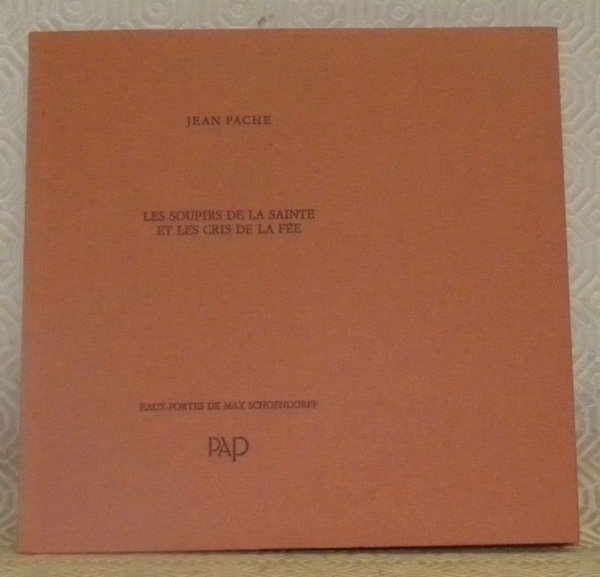 JEAN PACHE
LES SOUPIRS DE LA SAINTE
ET LES CRIS DE LA FÉE
EAUX-FORTES DE MAX SCHOENDORFF
PAP